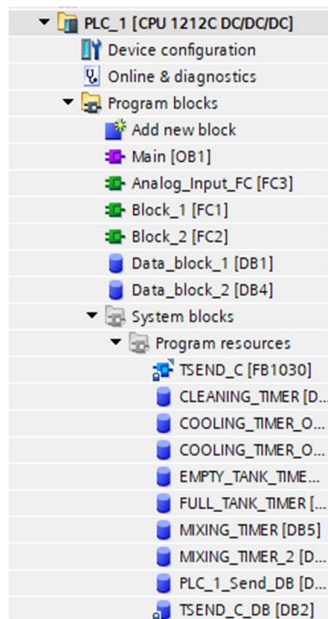 PLC_1 [CPU 1212C DC/DC/DC]
Device configuration
Online & diagnostics
Program blocks
Add new block
Main [OB1]
Analog_Input_FC [FC3]
Block_1 [FC1]
Block_2 [FC2]
Data_block_1 [DB1]
Data_block_2 [DB4]
System blocks
Program resources
TSEND_C [FB1030]
CLEANING_TIMER [D...
COOLING_TIMER_O...
COOLING_TIMER_O...
EMPTY_TANK_TIME...
FULL_TANK_TIMER [...
MIXING_TIMER [DB5]
MIXING_TIMER_2 [D...
PLC_1_Send_DB [D...
TSEND_C_DB [DB2]